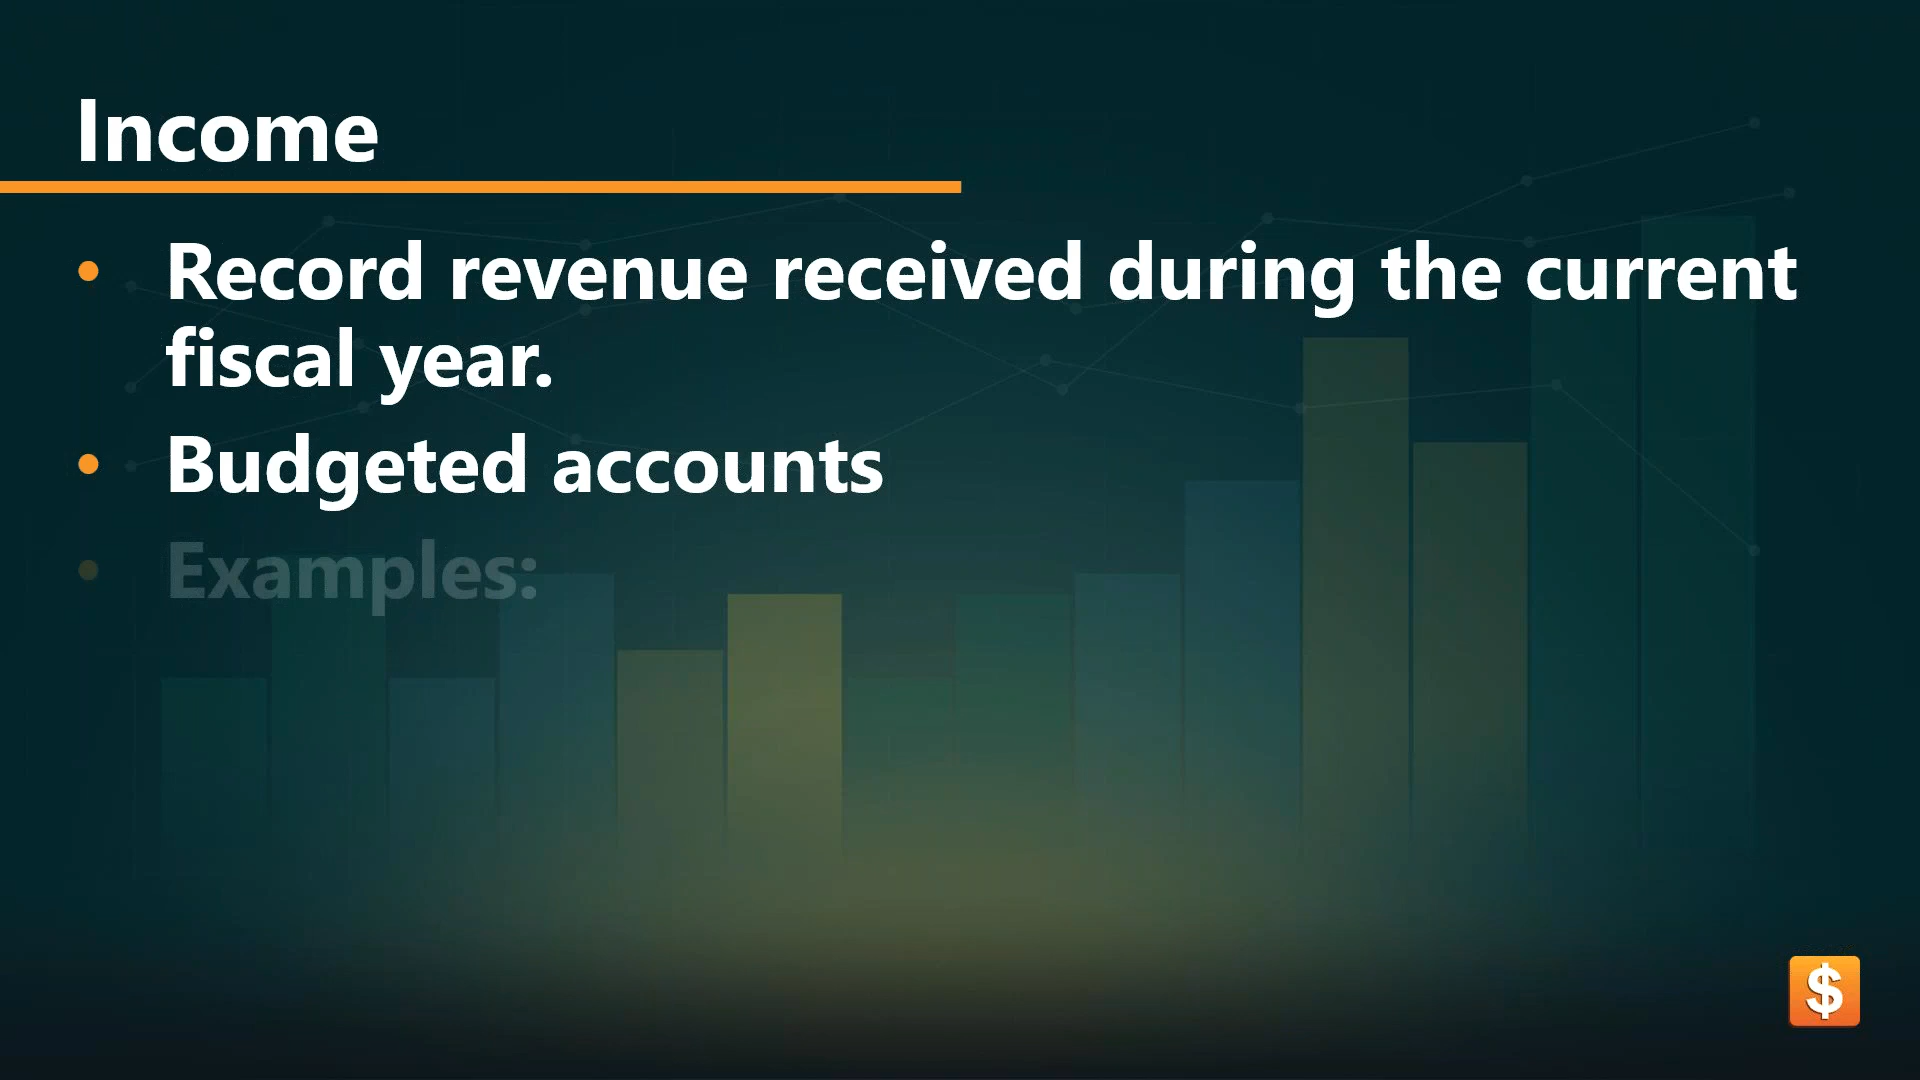 Income
• Record revenue received during the current
fiscal year.
• Budgeted accounts
• Examples:
$